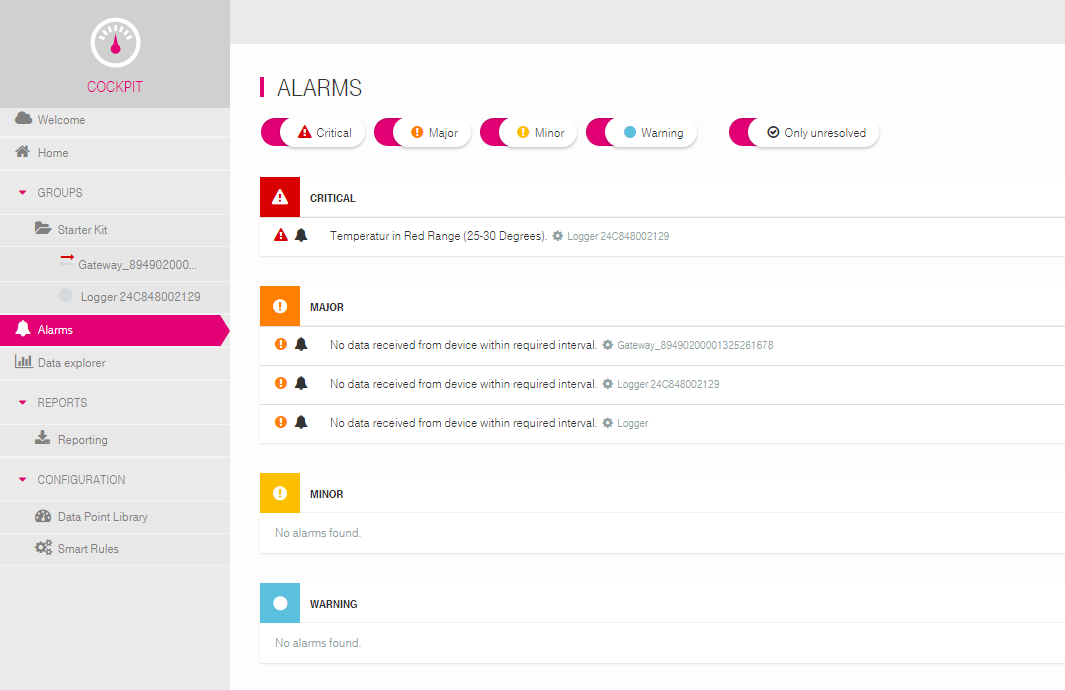 COCKPIT
Welcome
Home
GROUPS
Starter Kit
Gateway_894902000...
Logger 24C848002129
Alarms
Data explorer
REPORTS
Reporting
CONFIGURATION
Data Point Library
Smart Rules
ALARMS
Critical Major Minor Warning Only unresolved
CRITICAL
Temperatur in Red Range (25-30 Degrees). Logger 24C848002129
MAJOR
No data received from device within required interval. Gateway_89490200001325261678
No data received from device within required interval. Logger 24C848002129
No data received from device within required interval. Logger
MINOR
No alarms found.
WARNING
No alarms found.